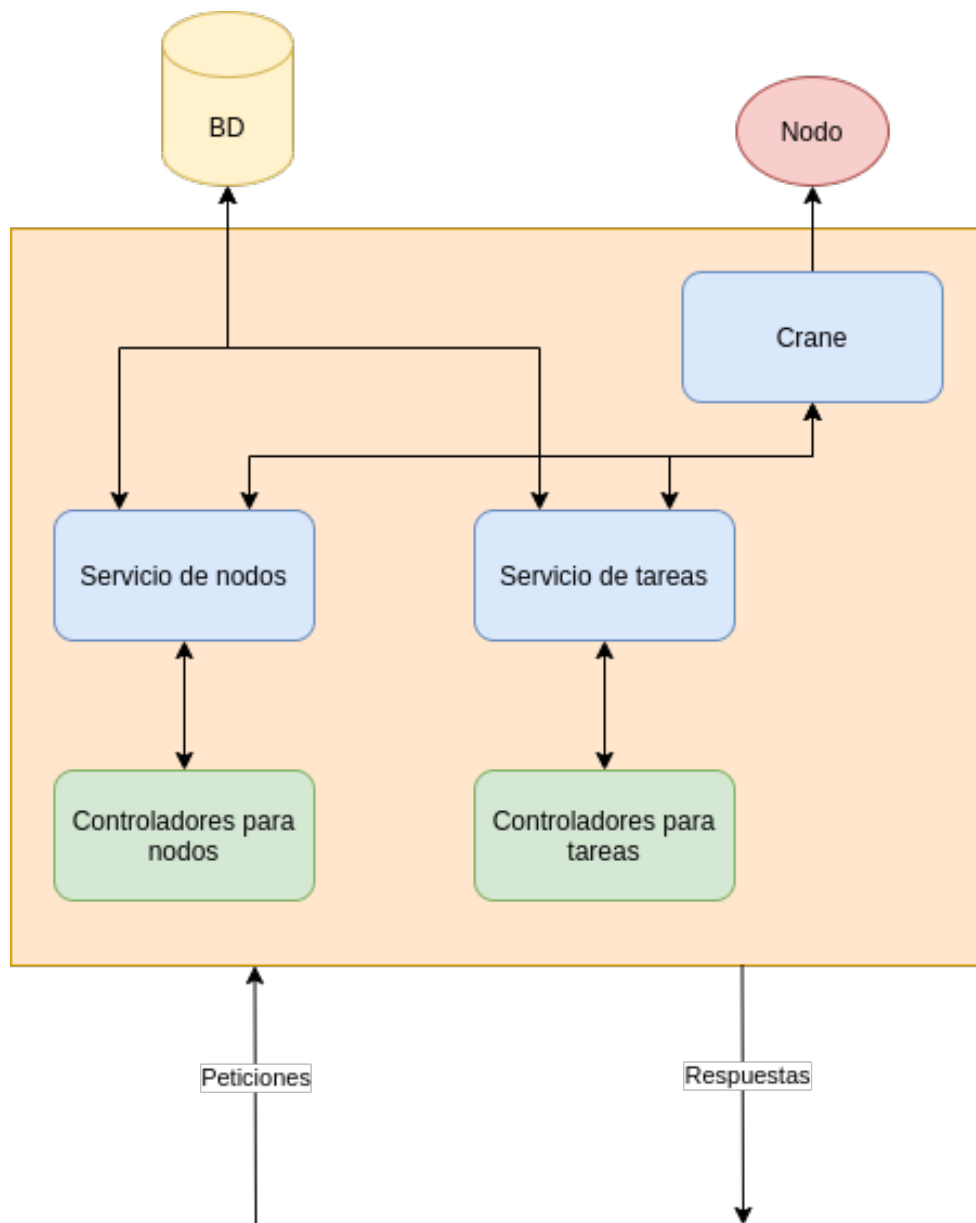 BD
Nodo
Crane
Servicio de nodos
Servicio de tareas
Controladores para
nodos
Controladores para
tareas
Peticiones
Respuestas